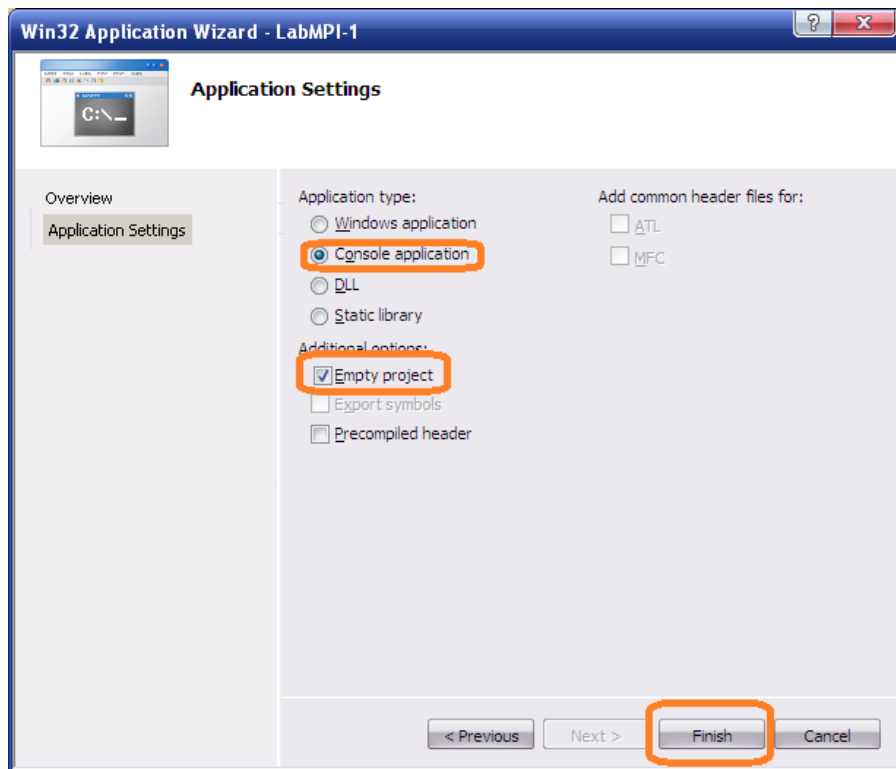 Win32 Application Wizard - LabMPI-1
C:\_
Application Settings
Overview
Application Settings
Application type:
Windows application
Console application
DLL
Static library
Additional options:
Empty project
Export symbols
Precompiled header
Add common header files for:
ATL
MFC
< Previous
Next >
Finish
Cancel